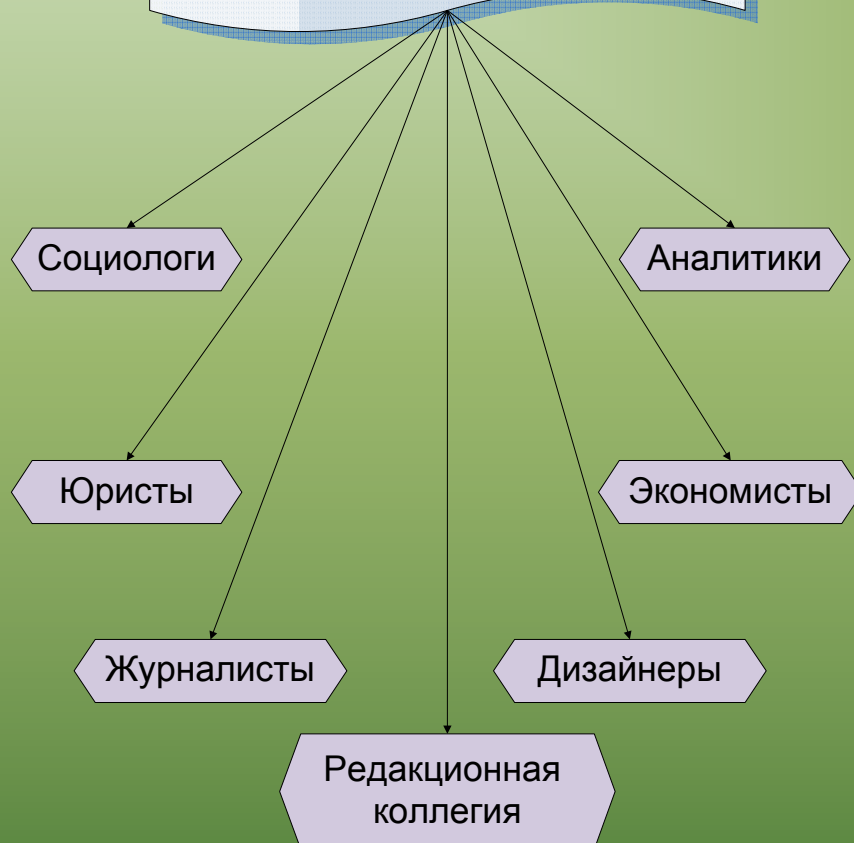 Социологи
Аналитики
Юристы
Экономисты
Журналисты
Дизайнеры
Редакционная
коллегия